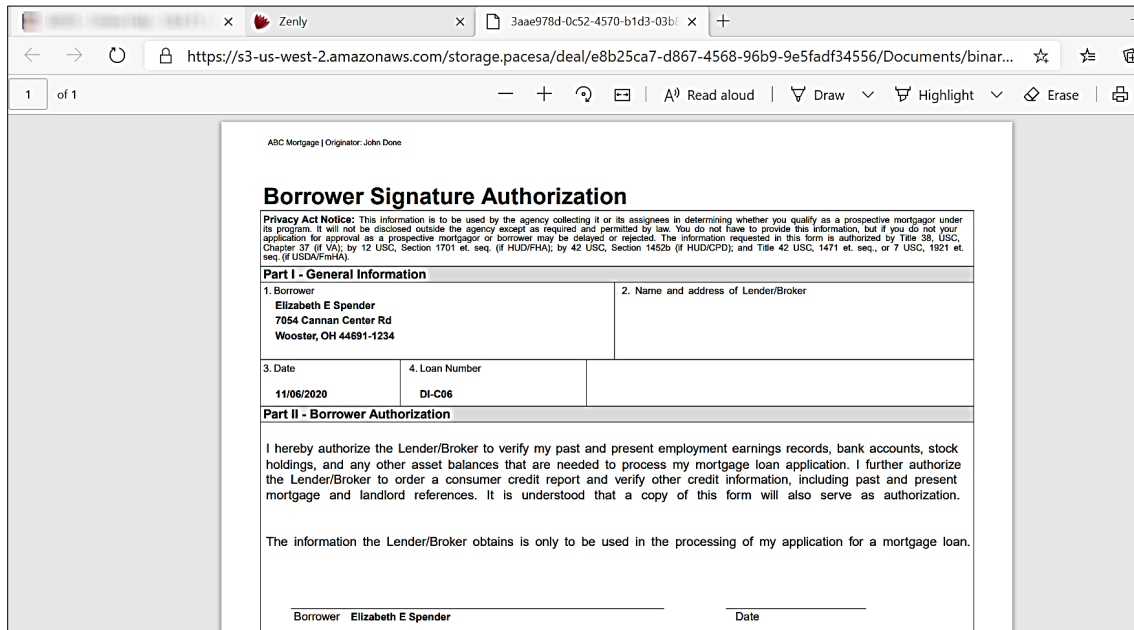 Zenly
3aae978d-0c52-4570-b1d3-03b
https://s3-us-west-2.amazonaws.com/storage.pacesa/deal/e8b25ca7-d867-4568-96b9-9e5fadf34556/Documents/binar...
1 of 1 Read aloud Draw Highlight Erase
ABC Mortgage | Originator: John Done
Borrower Signature Authorization
Privacy Act Notice: This information is to be used by the agency collecting it or its assignees in determining whether you qualify as a prospective mortgagor under
its program. It will not be disclosed outside the agency except as required and permitted by law. You do not have to provide this information, but if you do not your
application for approval as a prospective mortgagor or borrower may be delayed or rejected. The information requested in this form is authorized by Title 38, USC,
Chapter 37 (if VA); by 12 USC, Section 1701 et. seq. (if HUD/FHA); by 42 USC, Section 1452b (if HUD/CPD); and Title 42 USC, 1471 et. seq., or 7 USC, 1921 et.
seq. (if USDA/FmHA).
Part I - General Information
1. Borrower
Elizabeth E Spender
7054 Cannan Center Rd
Wooster, OH 44691-1234
2. Name and address of Lender/Broker
3. Date
11/06/2020
4. Loan Number
DI-C06
Part II - Borrower Authorization
I hereby authorize the Lender/Broker to verify my past and present employment earnings records, bank accounts, stock
holdings, and any other asset balances that are needed to process my mortgage loan application. I further authorize
the Lender/Broker to order a consumer credit report and verify other credit information, including past and present
mortgage and landlord references. It is understood that a copy of this form will also serve as authorization.
The information the Lender/Broker obtains is only to be used in the processing of my application for a mortgage loan.
Borrower Elizabeth E Spender
Date